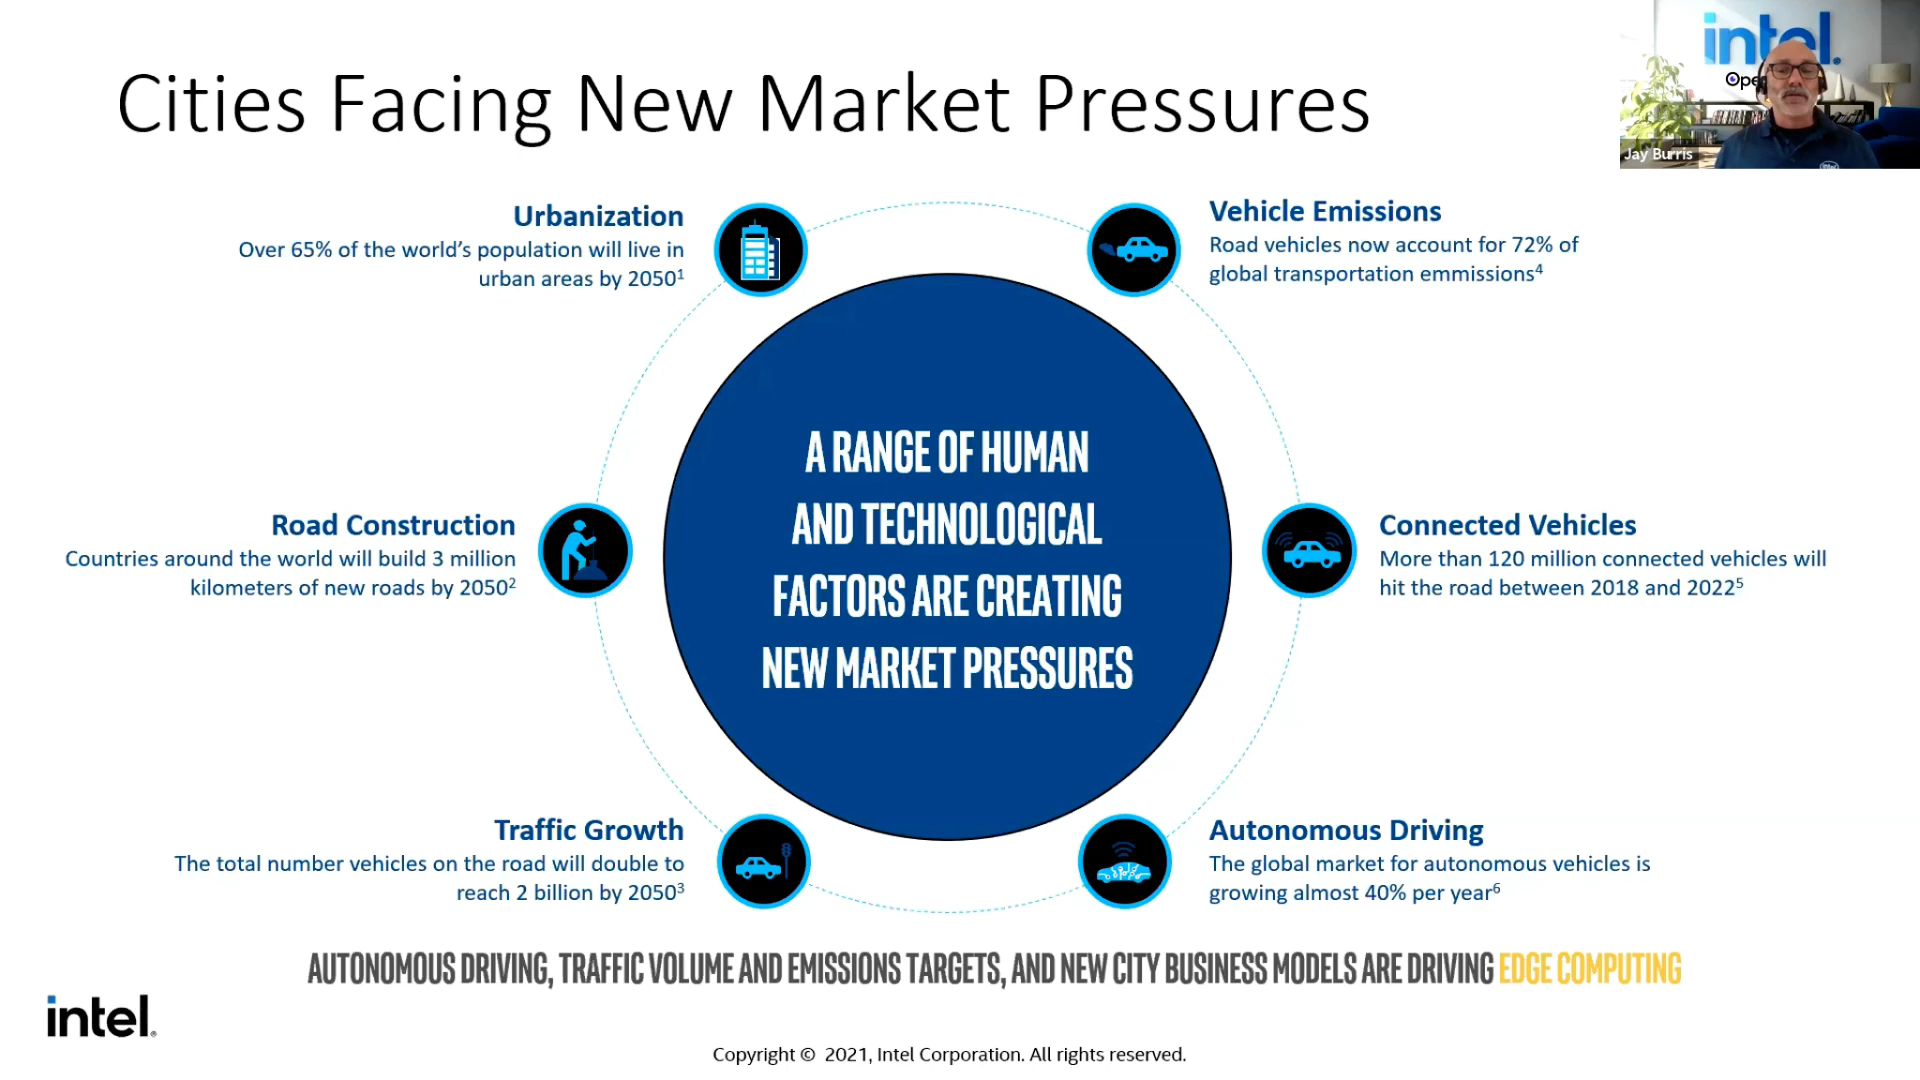 Cities Facing New Market Pressures
intel.
Ope
Jay Burris
intel
Urbanization
Over 65% of the world's population will live in
urban areas by 2050¹
Vehicle Emissions
Road vehicles now account for 72% of
global transportation emmissions⁴
A RANGE OF HUMAN
AND TECHNOLOGICAL
FACTORS ARE CREATING
NEW MARKET PRESSURES
Road Construction
Countries around the world will build 3 million
kilometers of new roads by 2050²
Connected Vehicles
More than 120 million connected vehicles will
hit the road between 2018 and 2022⁵
Traffic Growth
The total number vehicles on the road will double to
reach 2 billion by 2050³
Autonomous Driving
The global market for autonomous vehicles is
growing almost 40% per year⁶
AUTONOMOUS DRIVING, TRAFFIC VOLUME AND EMISSIONS TARGETS, AND NEW CITY BUSINESS MODELS ARE DRIVING EDGE COMPUTING
intel®
Copyright © 2021, Intel Corporation. All rights reserved.